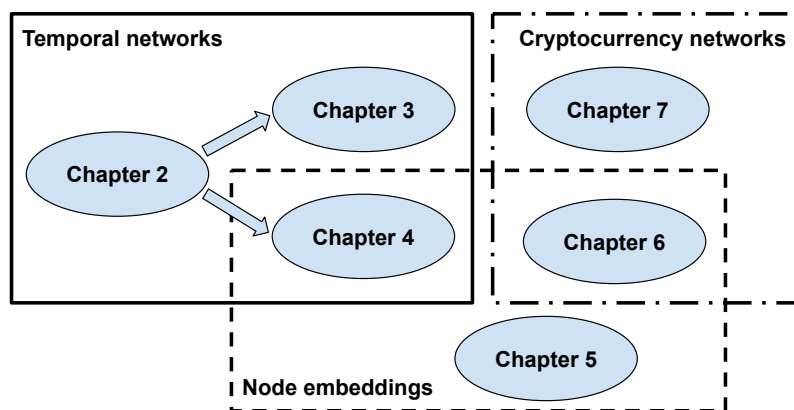 Temporal networks
Cryptocurrency networks
Chapter 3
Chapter 7
Chapter 2
Chapter 4
Chapter 6
Chapter 5
Node embeddings